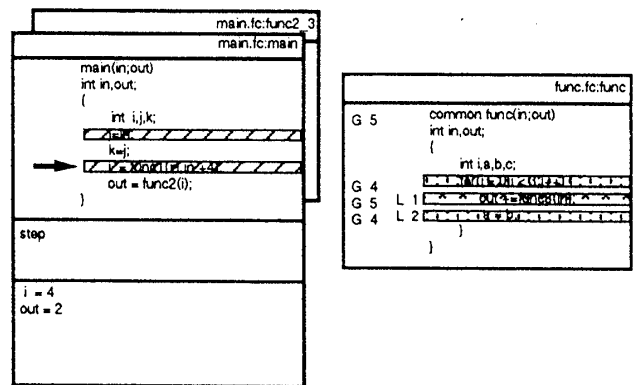 main.fc:func2_3
main.fc:main
main(in;out)
int in,out;
{
int i,j,k;
k=j;
out = func2(i);
}
step
i = 4
out = 2
func.fc:func
G 5 common func(in;out)
int in,out;
{
int i,a,b,c;
G 4
G 5 L 1
G 4 L 2 a = b;
}
}